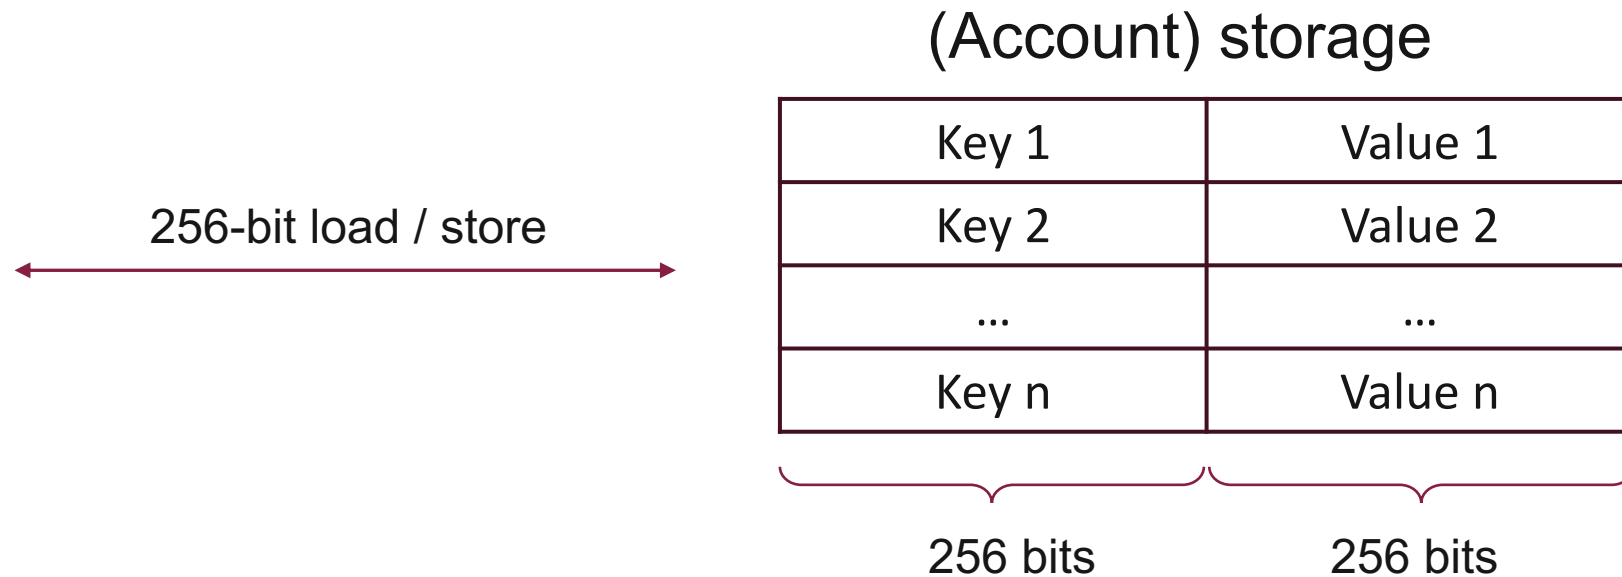 (Account) storage
Key 1 Value 1
256-bit load / store
Key 2 Value 2
... ...
Key n Value n
256 bits 256 bits